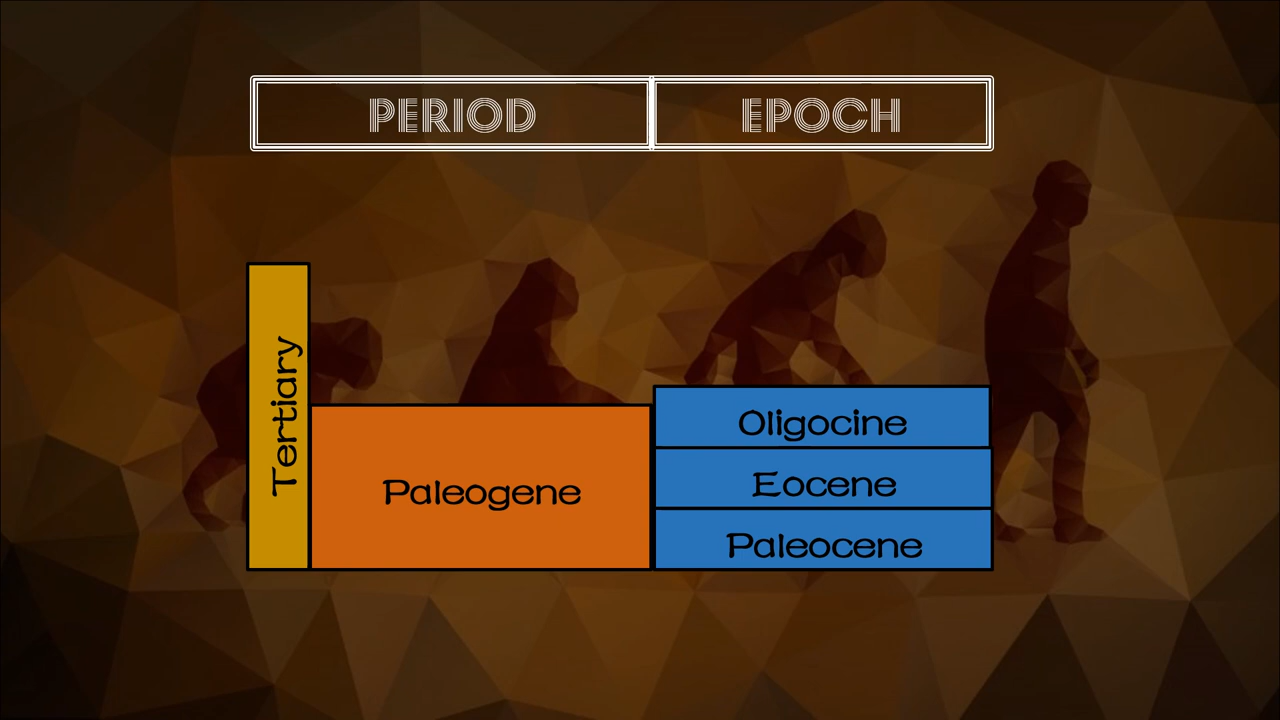 PERIOD EPOCH
Tertiary
Oligocine
Paleogene
Eocene
Paleocene